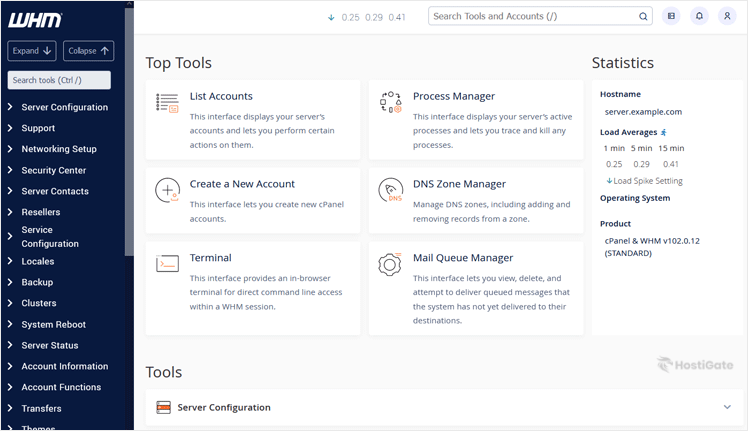 WHM
Expand ↓ Collapse ↑
Search tools (Ctrl /)
Server Configuration
Support
Networking Setup
Security Center
Server Contacts
Resellers
Service
Configuration
Locales
Backup
Clusters
System Reboot
Server Status
Account Information
Account Functions
Transfers
Themes
↓ 0.25 0.29 0.41
Search Tools and Accounts (/)
Top Tools
List Accounts
This interface displays your server's
accounts and lets you perform certain
actions on them.
Process Manager
This interface displays your server's active
processes and lets you trace and kill any
processes.
Create a New Account
This interface lets you create new cPanel
accounts.
DNS
DNS Zone Manager
Manage DNS zones, including adding and
removing records from a zone.
Terminal
This interface provides an in-browser
terminal for direct command line access
within a WHM session.
Mail Queue Manager
This interface lets you view, delete, and
attempt to deliver queued messages that
the system has not yet delivered to their
destinations.
Statistics
Hostname
server.example.com
Load Averages
1 min 5 min 15 min
0.25 0.29 0.41
↓Load Spike Settling
Operating System
Product
cPanel & WHM v102.0.12
(STANDARD)
HostiGate
Tools
Server Configuration